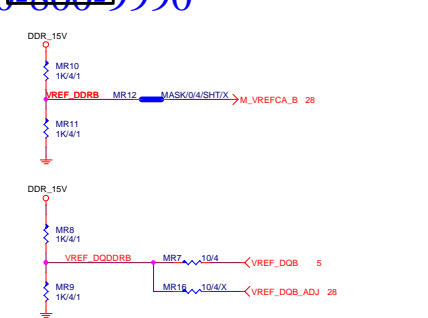 DDR_15V
MR10
1K/4/1
VREF_DDRB MR12 MASK/0/4/SHT/X M_VREFCA_B 28
MR11
1K/4/1
DDR_15V
MR8
1K/4/1
VREF_DQDDRB MR7 10/4 VREF_DQB 5
MR16 10/4/X VREF_DQB_ADJ 28
MR9
1K/4/1